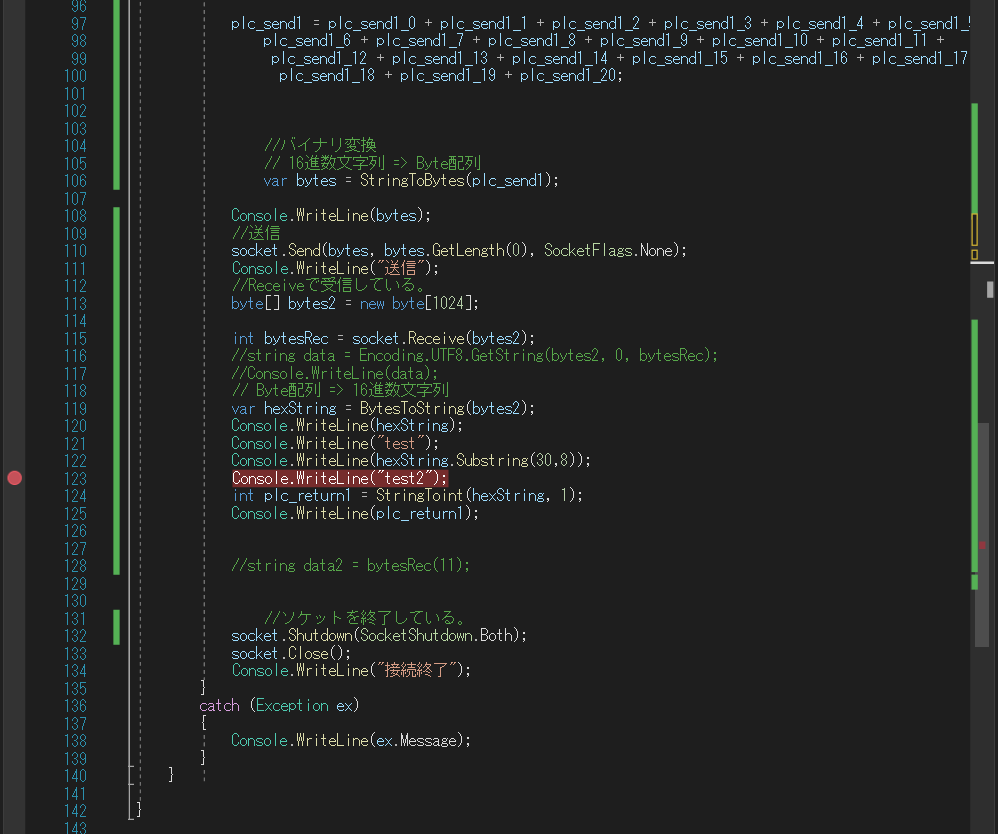 96
97 plc_send1 = plc_send1_0 + plc_send1_1 + plc_send1_2 + plc_send1_3 + plc_send1_4 + plc_send1_5
98 plc_send1_6 + plc_send1_7 + plc_send1_8 + plc_send1_9 + plc_send1_10 + plc_send1_11 +
99 plc_send1_12 + plc_send1_13 + plc_send1_14 + plc_send1_15 + plc_send1_16 + plc_send1_17
100 plc_send1_18 + plc_send1_19 + plc_send1_20;
101
102
103
104 //バイナリ変換
105 // 16進数文字列 => Byte配列
106 var bytes = StringToBytes(plc_send1);
107
108 Console.WriteLine(bytes);
109 //送信
110 socket.Send(bytes, bytes.GetLength(0), SocketFlags.None);
111 Console.WriteLine("送信");
112 //Receiveで受信している。
113 byte[] bytes2 = new byte[1024];
114
115 int bytesRec = socket.Receive(bytes2);
116 //string data = Encoding.UTF8.GetString(bytes2, 0, bytesRec);
117 //Console.WriteLine(data);
118 // Byte配列 => 16進数文字列
119 var hexString = BytesToString(bytes2);
120 Console.WriteLine(hexString);
121 Console.WriteLine("test");
122 Console.WriteLine(hexString.Substring(30,8));
123 Console.WriteLine("test2");
124 int plc_return1 = StringToint(hexString, 1);
125 Console.WriteLine(plc_return1);
126
127
128 //string data2 = bytesRec(11);
129
130
131 //ソケットを終了している。
132 socket.Shutdown(SocketShutdown.Both);
133 socket.Close();
134 Console.WriteLine("接続終了");
135 }
136 catch (Exception ex)
137 {
138 Console.WriteLine(ex.Message);
139 }
140 }
141
142 }
143